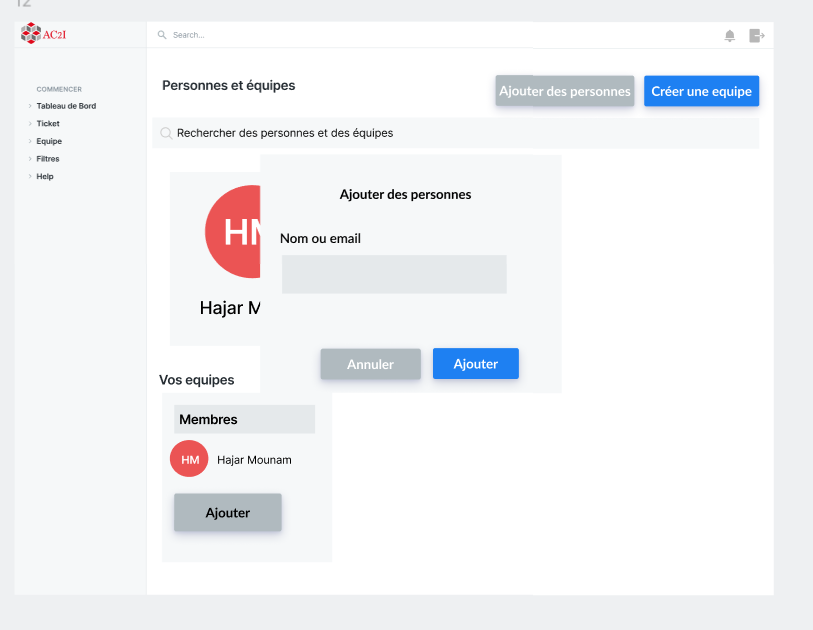 12
AC2I
Search...
COMMENCER
Tableau de Bord
Ticket
Equipe
Filtres
Help
Personnes et équipes
Ajouter des personnes
Créer une equipe
Rechercher des personnes et des équipes
HM
Hajar M
Ajouter des personnes
Nom ou email
Annuler
Ajouter
Vos equipes
Membres
HM
Hajar Mounam
Ajouter